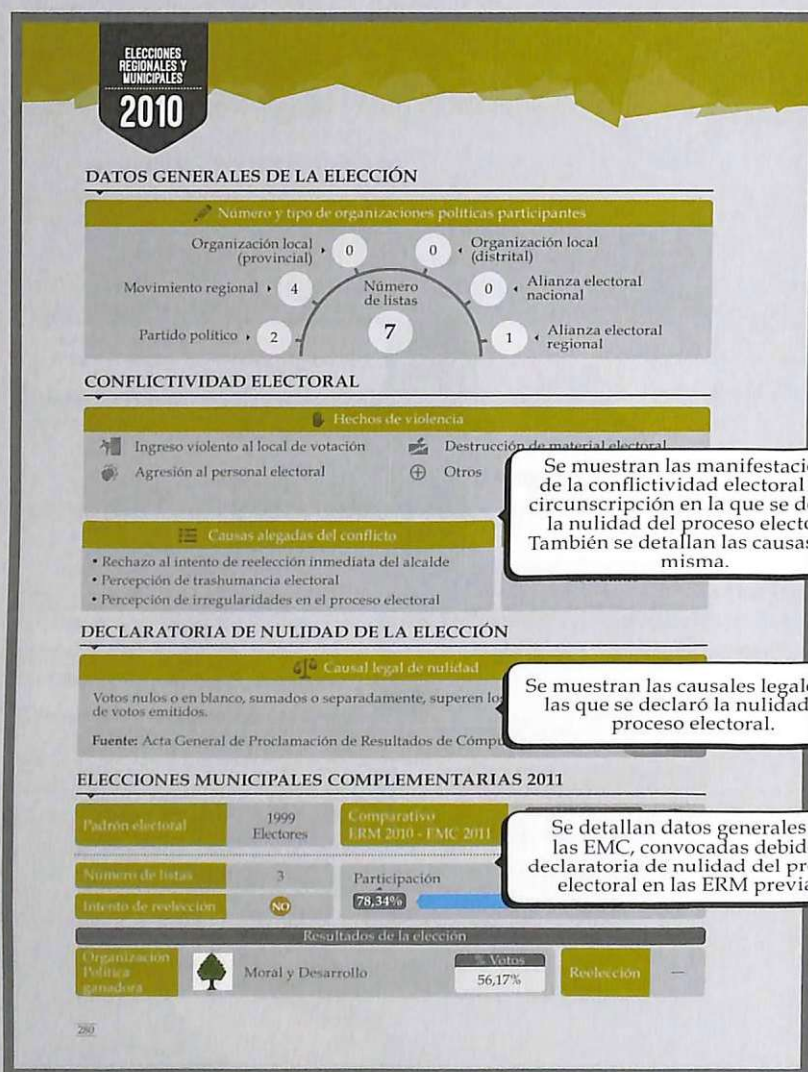 ELECCIONES
REGIONALES Y
MUNICIPALES
2010
DATOS GENERALES DE LA ELECCIÓN
Número y tipo de organizaciones políticas participantes
Organización local
(provincial)
0
0
Organización local
(distrital)
Movimiento regional
4
Número
de listas
0
Alianza electoral
nacional
Partido político
2
7
1
Alianza electoral
regional
CONFLICTIVIDAD ELECTORAL
Hechos de violencia
Ingreso violento al local de votación
Destrucción de material electoral
Agresión al personal electoral
Otros
Se muestran las manifestaci
de la conflictividad electoral
circunscripción en la que se d
la nulidad del proceso elect
También se detallan las causas
misma.
Causas alegadas del conflicto
• Rechazo al intento de reelección inmediata del alcalde
• Percepción de trashumancia electoral
• Percepción de irregularidades en el proceso electoral
DECLARATORIA DE NULIDAD DE LA ELECCIÓN
Causal legal de nulidad
Votos nulos o en blanco, sumados o separadamente, superen los
de votos emitidos.
Fuente: Acta General de Proclamación de Resultados de Cómpu
Se muestran las causales legale
las que se declaró la nulidad
proceso electoral.
ELECCIONES MUNICIPALES COMPLEMENTARIAS 2011
Padrón electoral
1999
Electores
Comparativo
ERM 2010 - EMC 2011
Se detallan datos generales
las EMC, convocadas debid
declaratoria de nulidad del pr
electoral en las ERM previa
Número de listas
3
Participación
Intento de reelección
NO
78,34%
Resultados de la elección
Organización
Política
ganadora
Moral y Desarrollo
% Votos
56,17%
Reelección
—
280